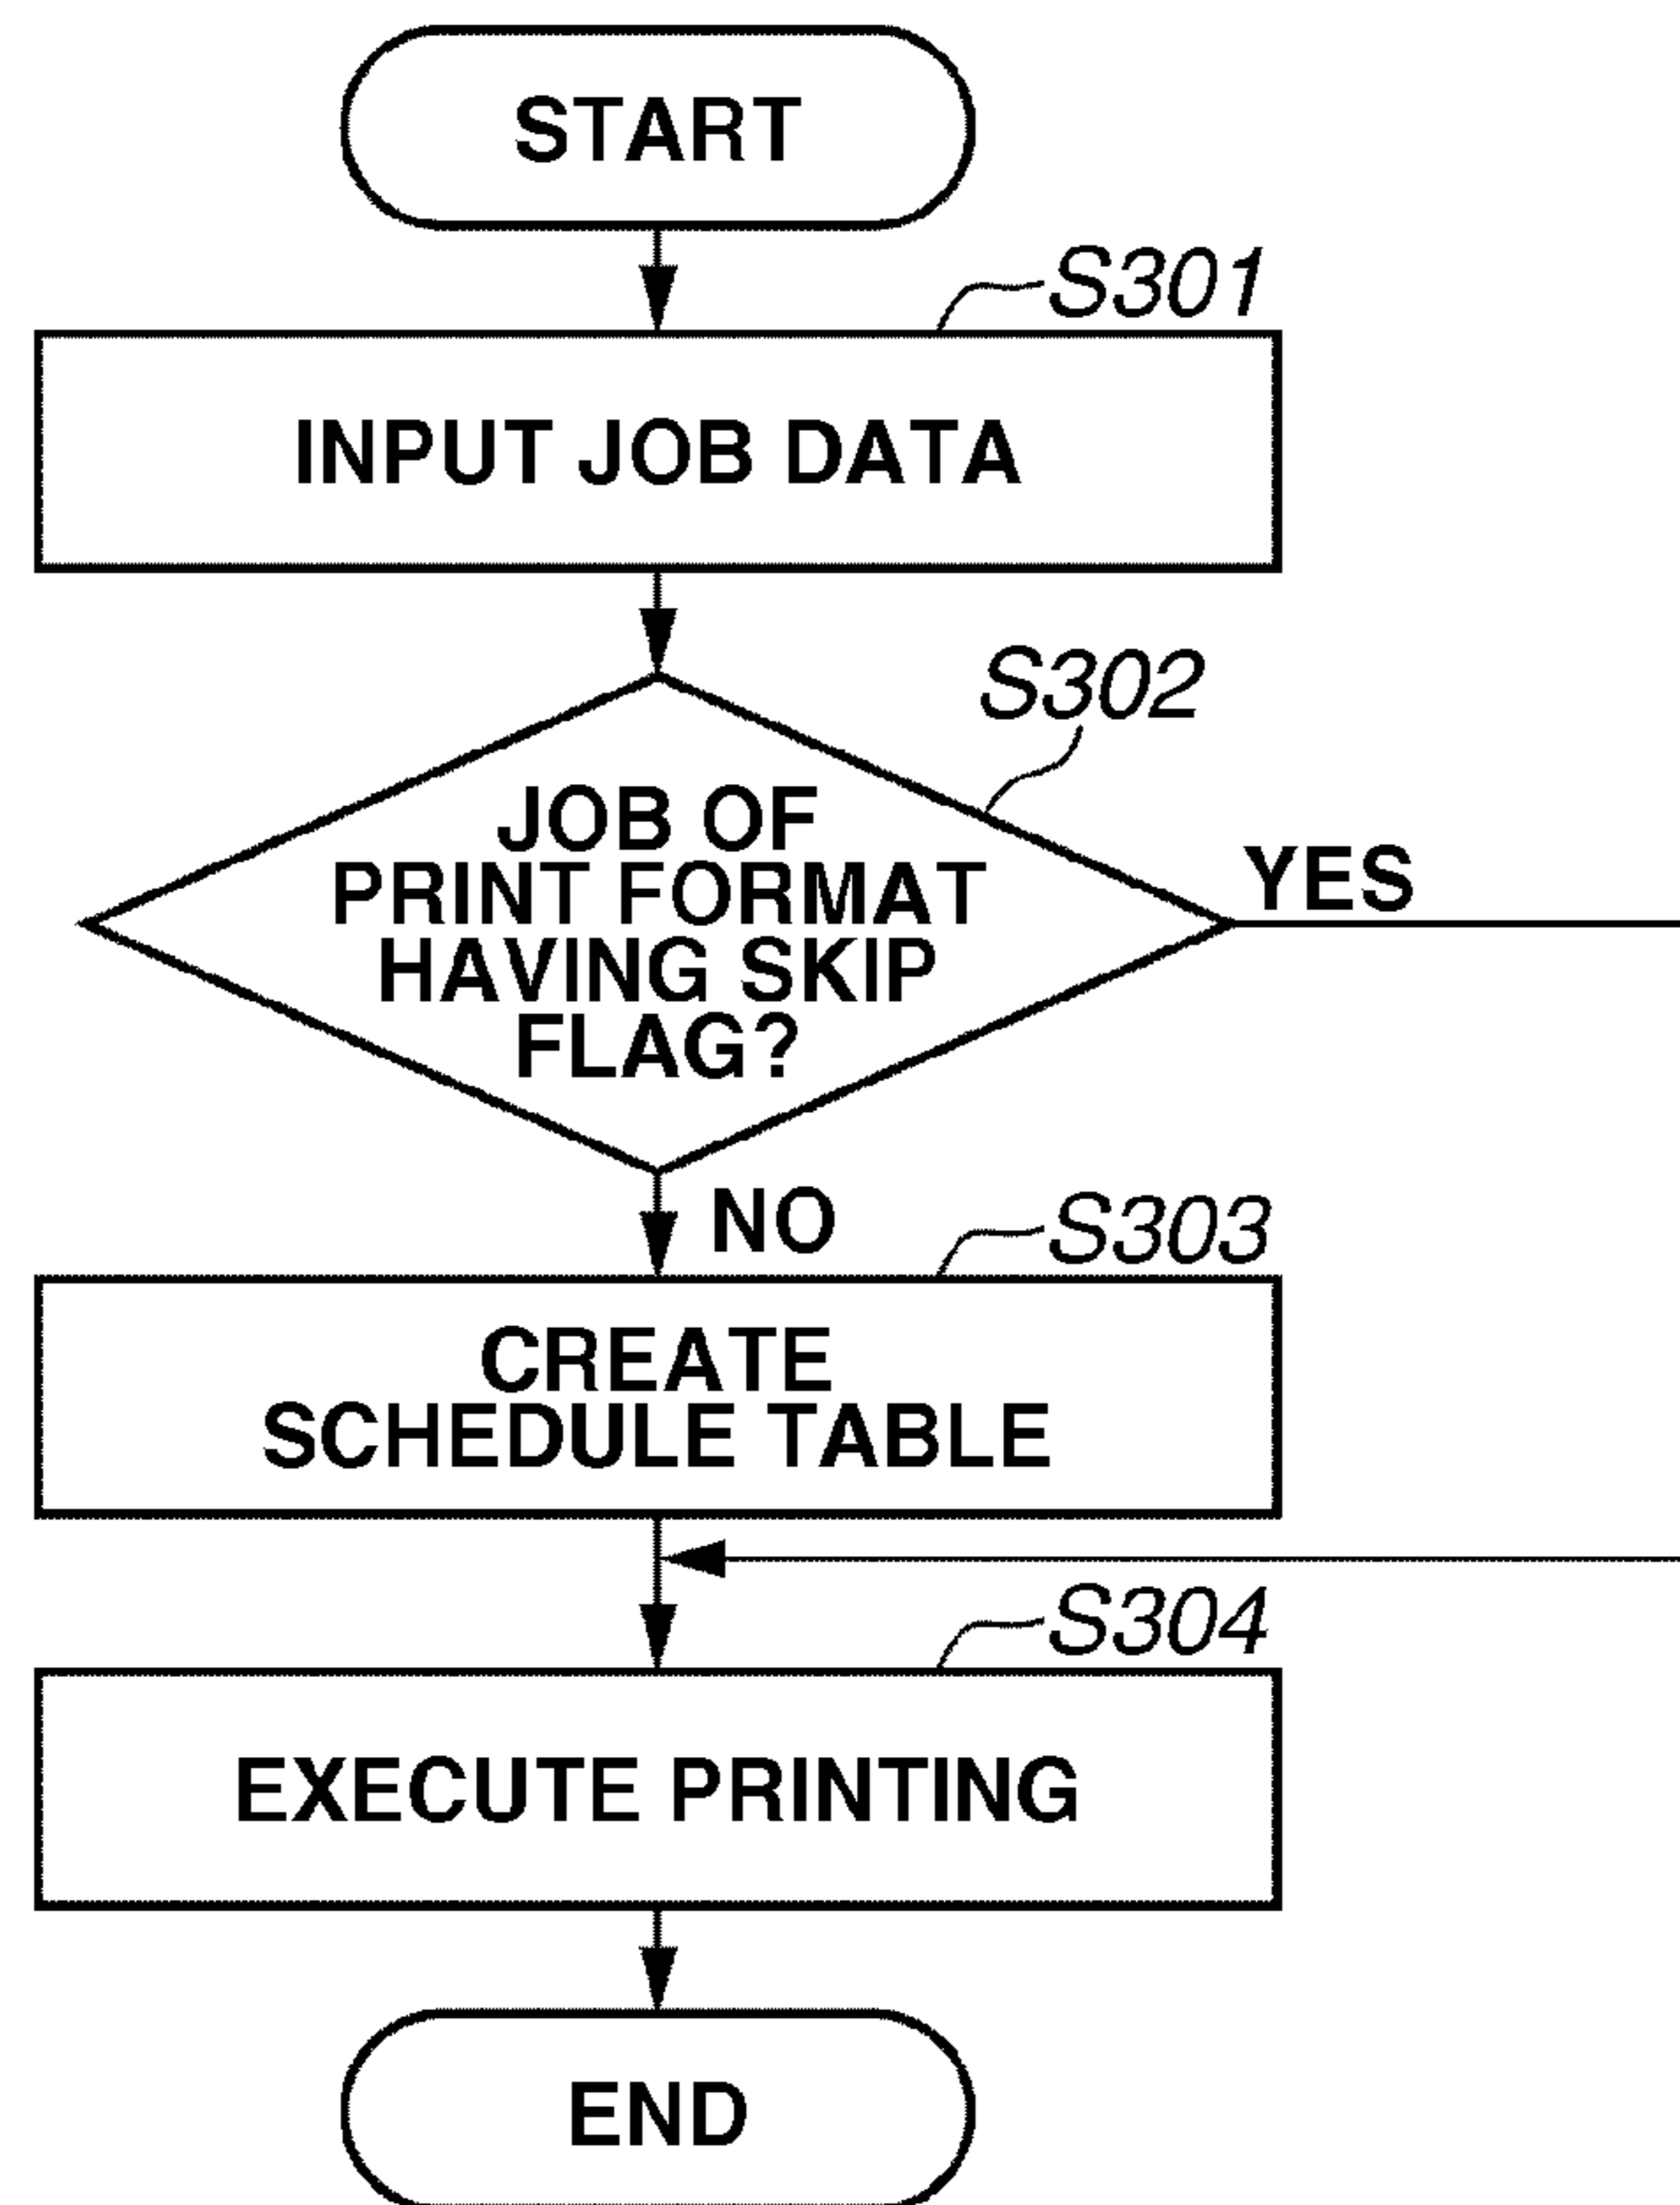 START
S301
INPUT JOB DATA
S302
JOB OF
PRINT FORMAT
HAVING SKIP
FLAG?
YES
NO
S303
CREATE
SCHEDULE TABLE
S304
EXECUTE PRINTING
END